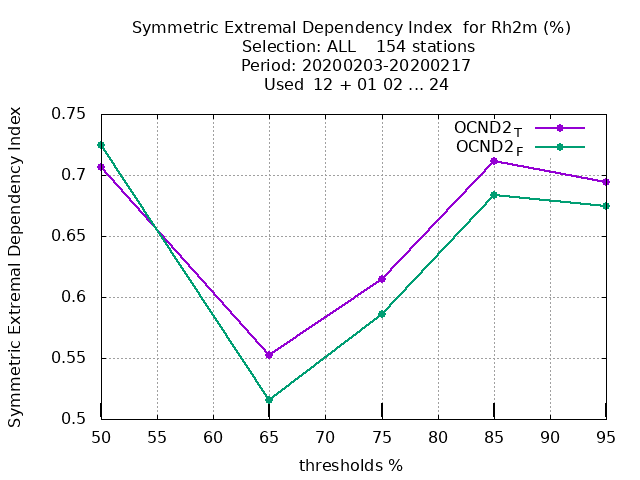 Symmetric Extremal Dependency Index  for Rh2m (%)
Selection: ALL    154 stations
Period: 20200203-20200217
Used  12 + 01 02 ... 24
Symmetric Extremal Dependency Index
0.75
0.7
0.65
0.6
0.55
0.5
OCND2T
OCND2F
50 55 60 65 70 75 80 85 90 95
thresholds %